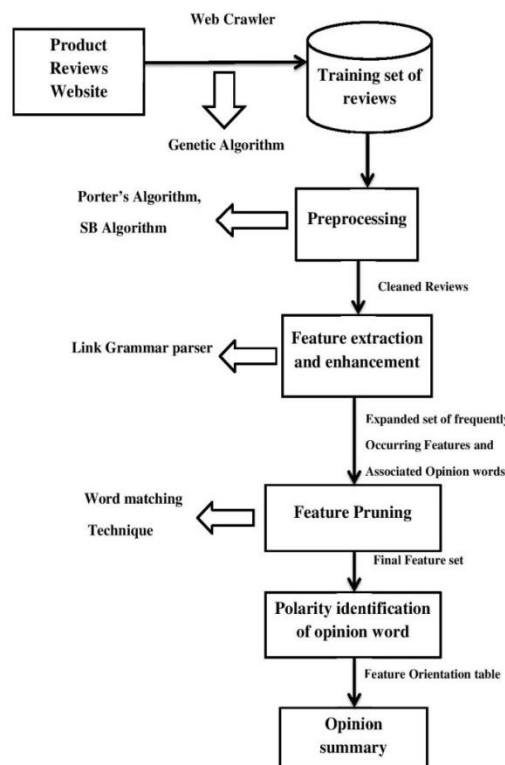 Web Crawler
Product
Reviews
Website
Training set of
reviews
Genetic Algorithm
Porter's Algorithm,
SB Algorithm
Preprocessing
Cleaned Reviews
Link Grammar parser
Feature extraction
and enhancement
Expanded set of frequently
Occurring Features and
Associated Opinion words
Word matching
Technique
Feature Pruning
Final Feature set
Polarity identification
of opinion word
Feature Orientation table
Opinion
summary